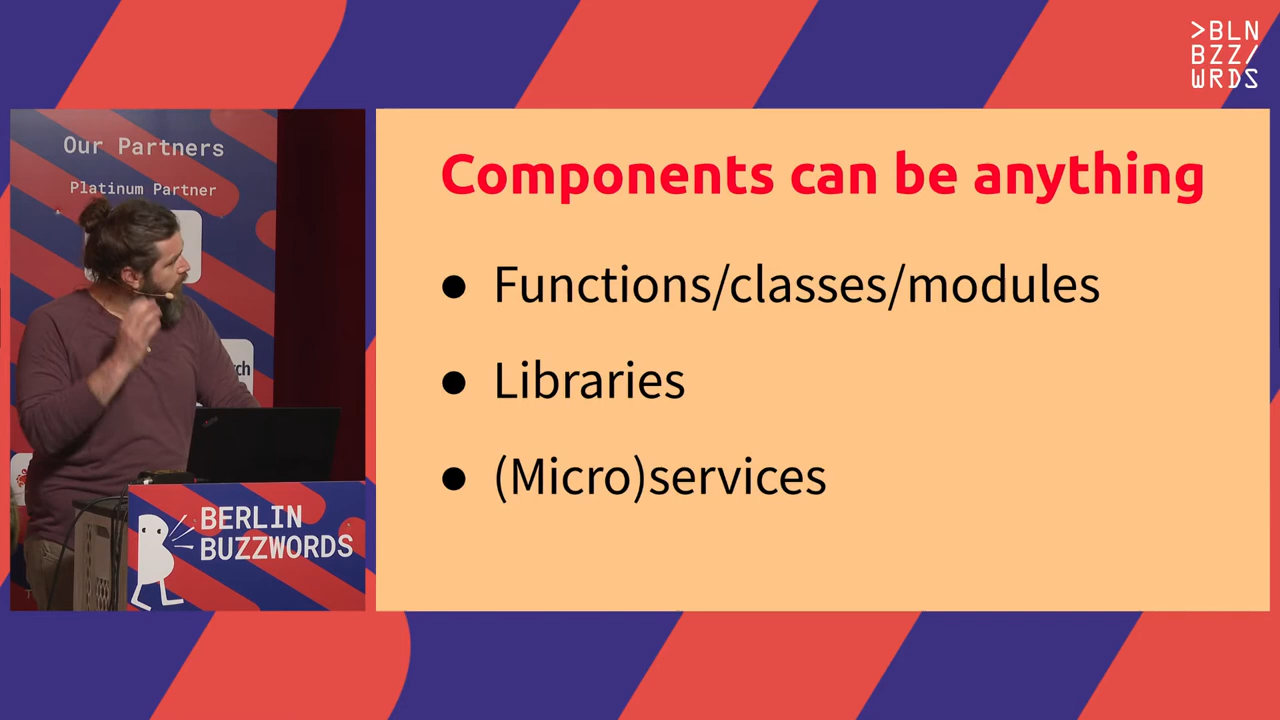 >BLN
BZZ/
WRDS
Our Partners
Platinum Partner
Components can be anything
● Functions/classes/modules
● Libraries
● (Micro)services
BERLIN
BUZZWORDS